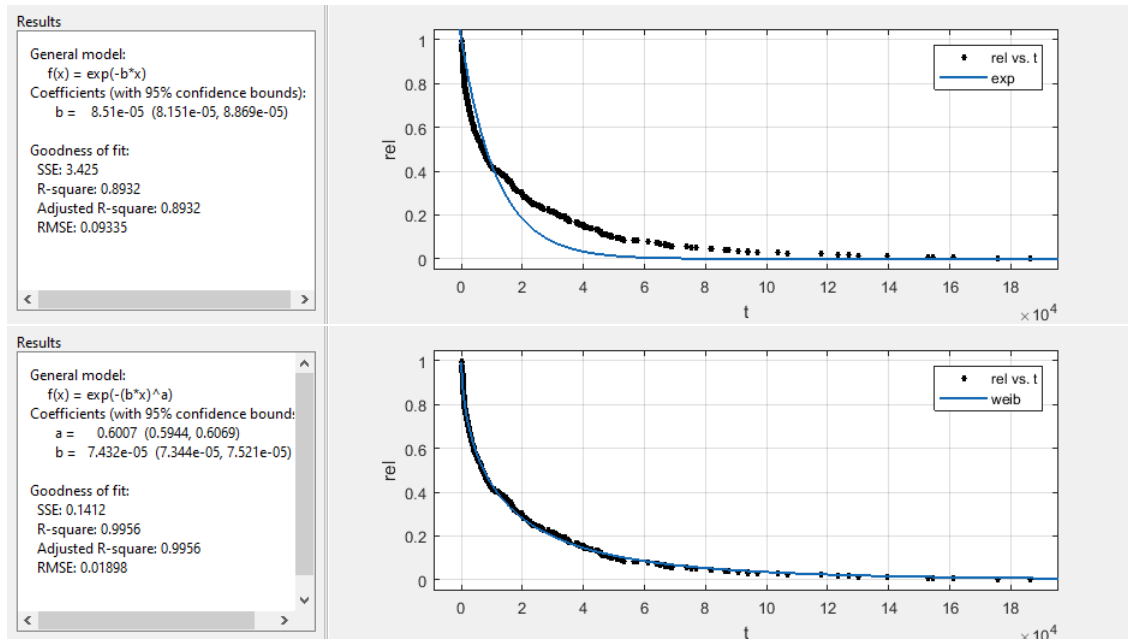 Results
General model:
f(x) = exp(-b*x)
Coefficients (with 95% confidence bounds):
b = 8.51e-05 (8.151e-05, 8.869e-05)
Goodness of fit:
SSE: 3.425
R-square: 0.8932
Adjusted R-square: 0.8932
RMSE: 0.09335
1
0.8
0.6
0.4
0.2
0
rel
rel vs. t
exp
0 2 4 6 8 10 12 14 16 18
t
×10^4
Results
General model:
f(x) = exp(-(b*x)^a)
Coefficients (with 95% confidence bounds
a = 0.6007 (0.5944, 0.6069)
b = 7.432e-05 (7.344e-05, 7.521e-05)
Goodness of fit:
SSE: 0.1412
R-square: 0.9956
Adjusted R-square: 0.9956
RMSE: 0.01898
1
0.8
0.6
0.4
0.2
0
rel
rel vs. t
weib
0 2 4 6 8 10 12 14 16 18
t
×10^4